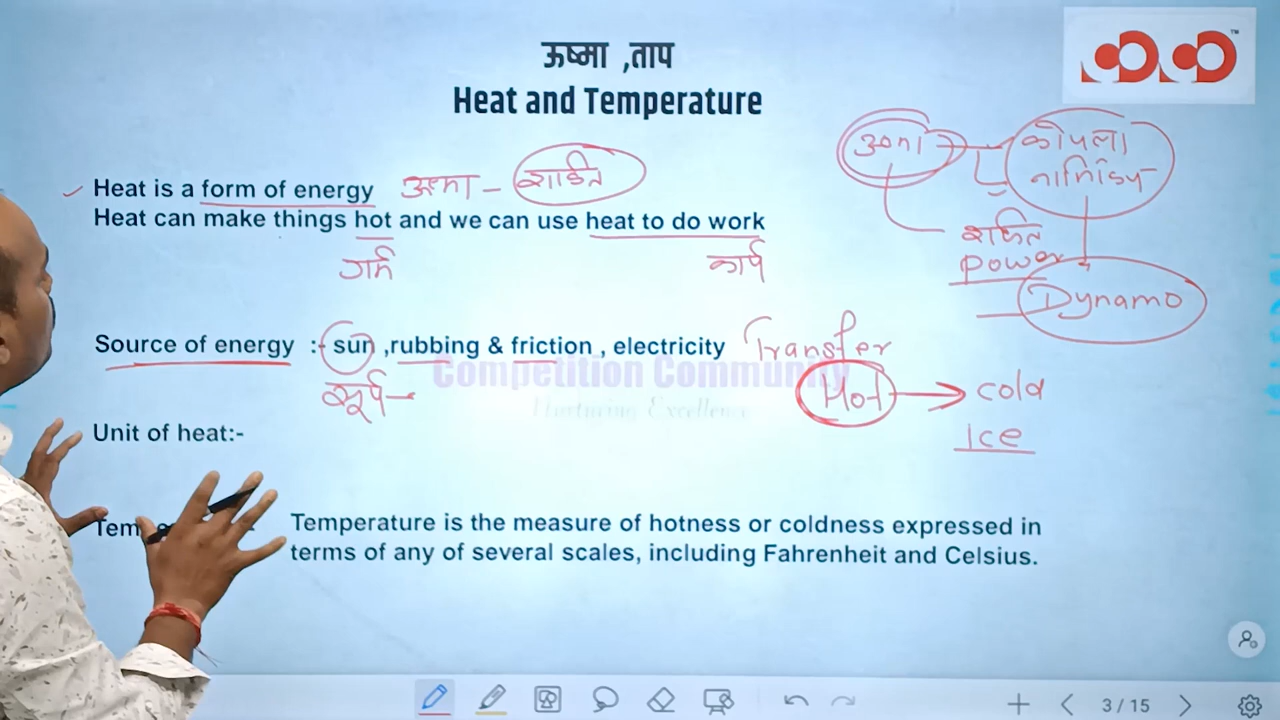 ऊष्मा ,ताप
Heat and Temperature
TM
Heat is a form of energy ऊष्मा - शक्ति
Heat can make things hot and we can use heat to do work
गर्म कार्य
ऊष्मा कोयला
शक्ति
power
Dynamo
Source of energy :- sun ,rubbing & friction , electricity Transfer
Competition Community
Nurturing Excellence
सूर्य
Hot → cold
Ice
Unit of heat:-
Temperature is the measure of hotness or coldness expressed in
terms of any of several scales, including Fahrenheit and Celsius.
3 / 15